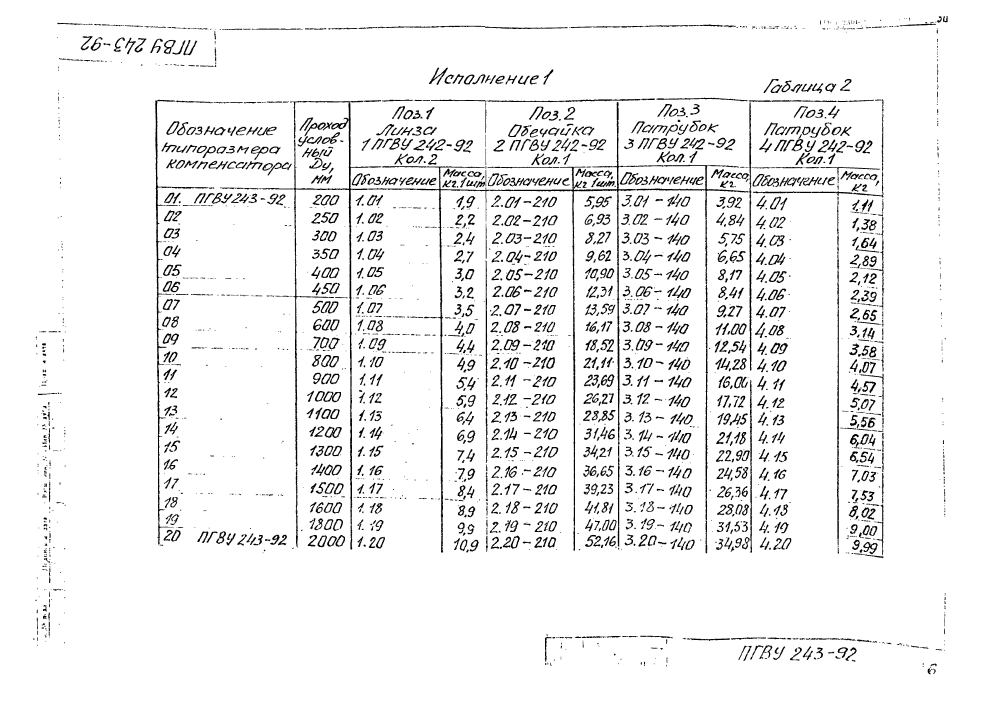 ПГВУ 243-92
Исполнение 1
Таблица 2
Обозначение типоразмера компенсатора
Проход условный Ду, мм
Поз.1 Линза 1 ПГВУ 242-92 Кол.2
Поз.2 Обечайка 2 ПГВУ 242-92 Кол.1
Поз.3 Патрубок 3 ПГВУ 242-92 Кол.1
Поз.4 Патрубок 4 ПГВУ 242-92 Кол.1
Обозначение Масса, кг. 1 шт Обозначение Масса, кг 1 шт. Обозначение Масса, кг Обозначение Масса, кг
01. ПГВУ 243-92 200 1.01 1,9 2.01-210 5,95 3.01-140 3,92 4.01 1,11
02 250 1.02 2,2 2.02-210 6,93 3.02-140 4,84 4.02 1,38
03 300 1.03 2,4 2.03-210 8,27 3.03-140 5,75 4.03 1,64
04 350 1.04 2,7 2.04-210 9,62 3.04-140 6,65 4.04 2,89
05 400 1.05 3,0 2.05-210 10,90 3.05-140 8,17 4.05 2,12
06 450 1.06 3,2 2.06-210 12,31 3.06-140 8,41 4.06 2,39
07 500 1.07 3,5 2.07-210 13,59 3.07-140 9,27 4.07 2,65
08 600 1.08 4,0 2.08-210 16,17 3.08-140 11,00 4.08 3,14
09 700 1.09 4,4 2.09-210 18,52 3.09-140 12,54 4.09 3,58
10 800 1.10 4,9 2.10-210 21,11 3.10-140 14,28 4.10 4,07
11 900 1.11 5,4 2.11-210 23,69 3.11-140 16,06 4.11 4,57
12 1000 1.12 5,9 2.12-210 26,27 3.12-140 17,72 4.12 5,07
13 1100 1.13 6,4 2.13-210 28,85 3.13-140 19,45 4.13 5,56
14 1200 1.14 6,9 2.14-210 31,46 3.14-140 21,18 4.14 6,04
15 1300 1.15 7,4 2.15-210 34,21 3.15-140 22,90 4.15 6,54
16 1400 1.16 7,9 2.16-210 36,65 3.16-140 24,58 4.16 7,03
17 1500 1.17 8,4 2.17-210 39,23 3.17-140 26,36 4.17 7,53
18 1600 1.18 8,9 2.18-210 41,81 3.18-140 28,08 4.18 8,02
19 1800 1.19 9,9 2.19-210 47,00 3.19-140 31,53 4.19 9,00
20 ПГВУ 243-92 2000 1.20 10,9 2.20-210 52,16 3.20-140 34,98 4.20 9,99
ПГВУ 243-92
6